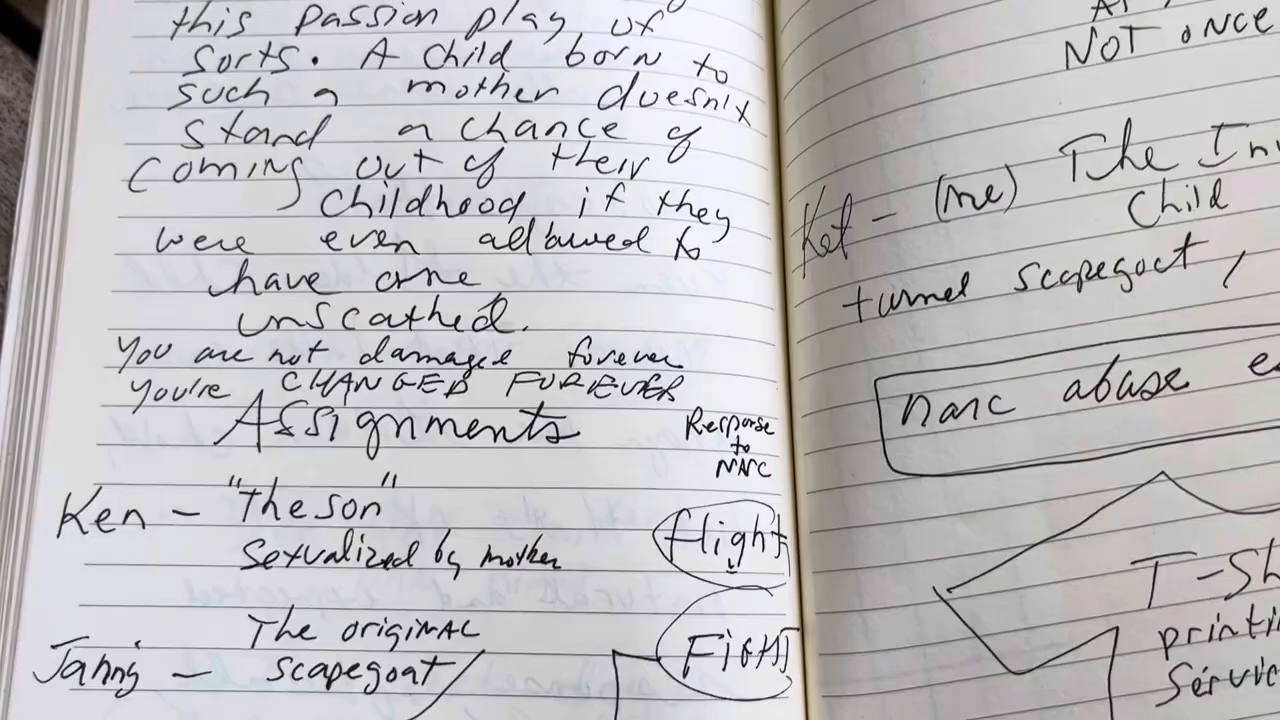 this passion play of
sorts. A child born to
such a mother doesn't
stand a chance of
coming out of their
childhood if they
were even allowed to
have one
unscathed.
You are not damaged forever
You're CHANGED FOREVER
Assignments
Response
to
NARC
Ken - "the son"
Sexualized by mother
flight
The original
scapegoat
Janny -
FiGHT
NOT ONCE
Kat - (me) The
Child
turned scapegoat,
narc abuse
T-Sh
printi
Servic